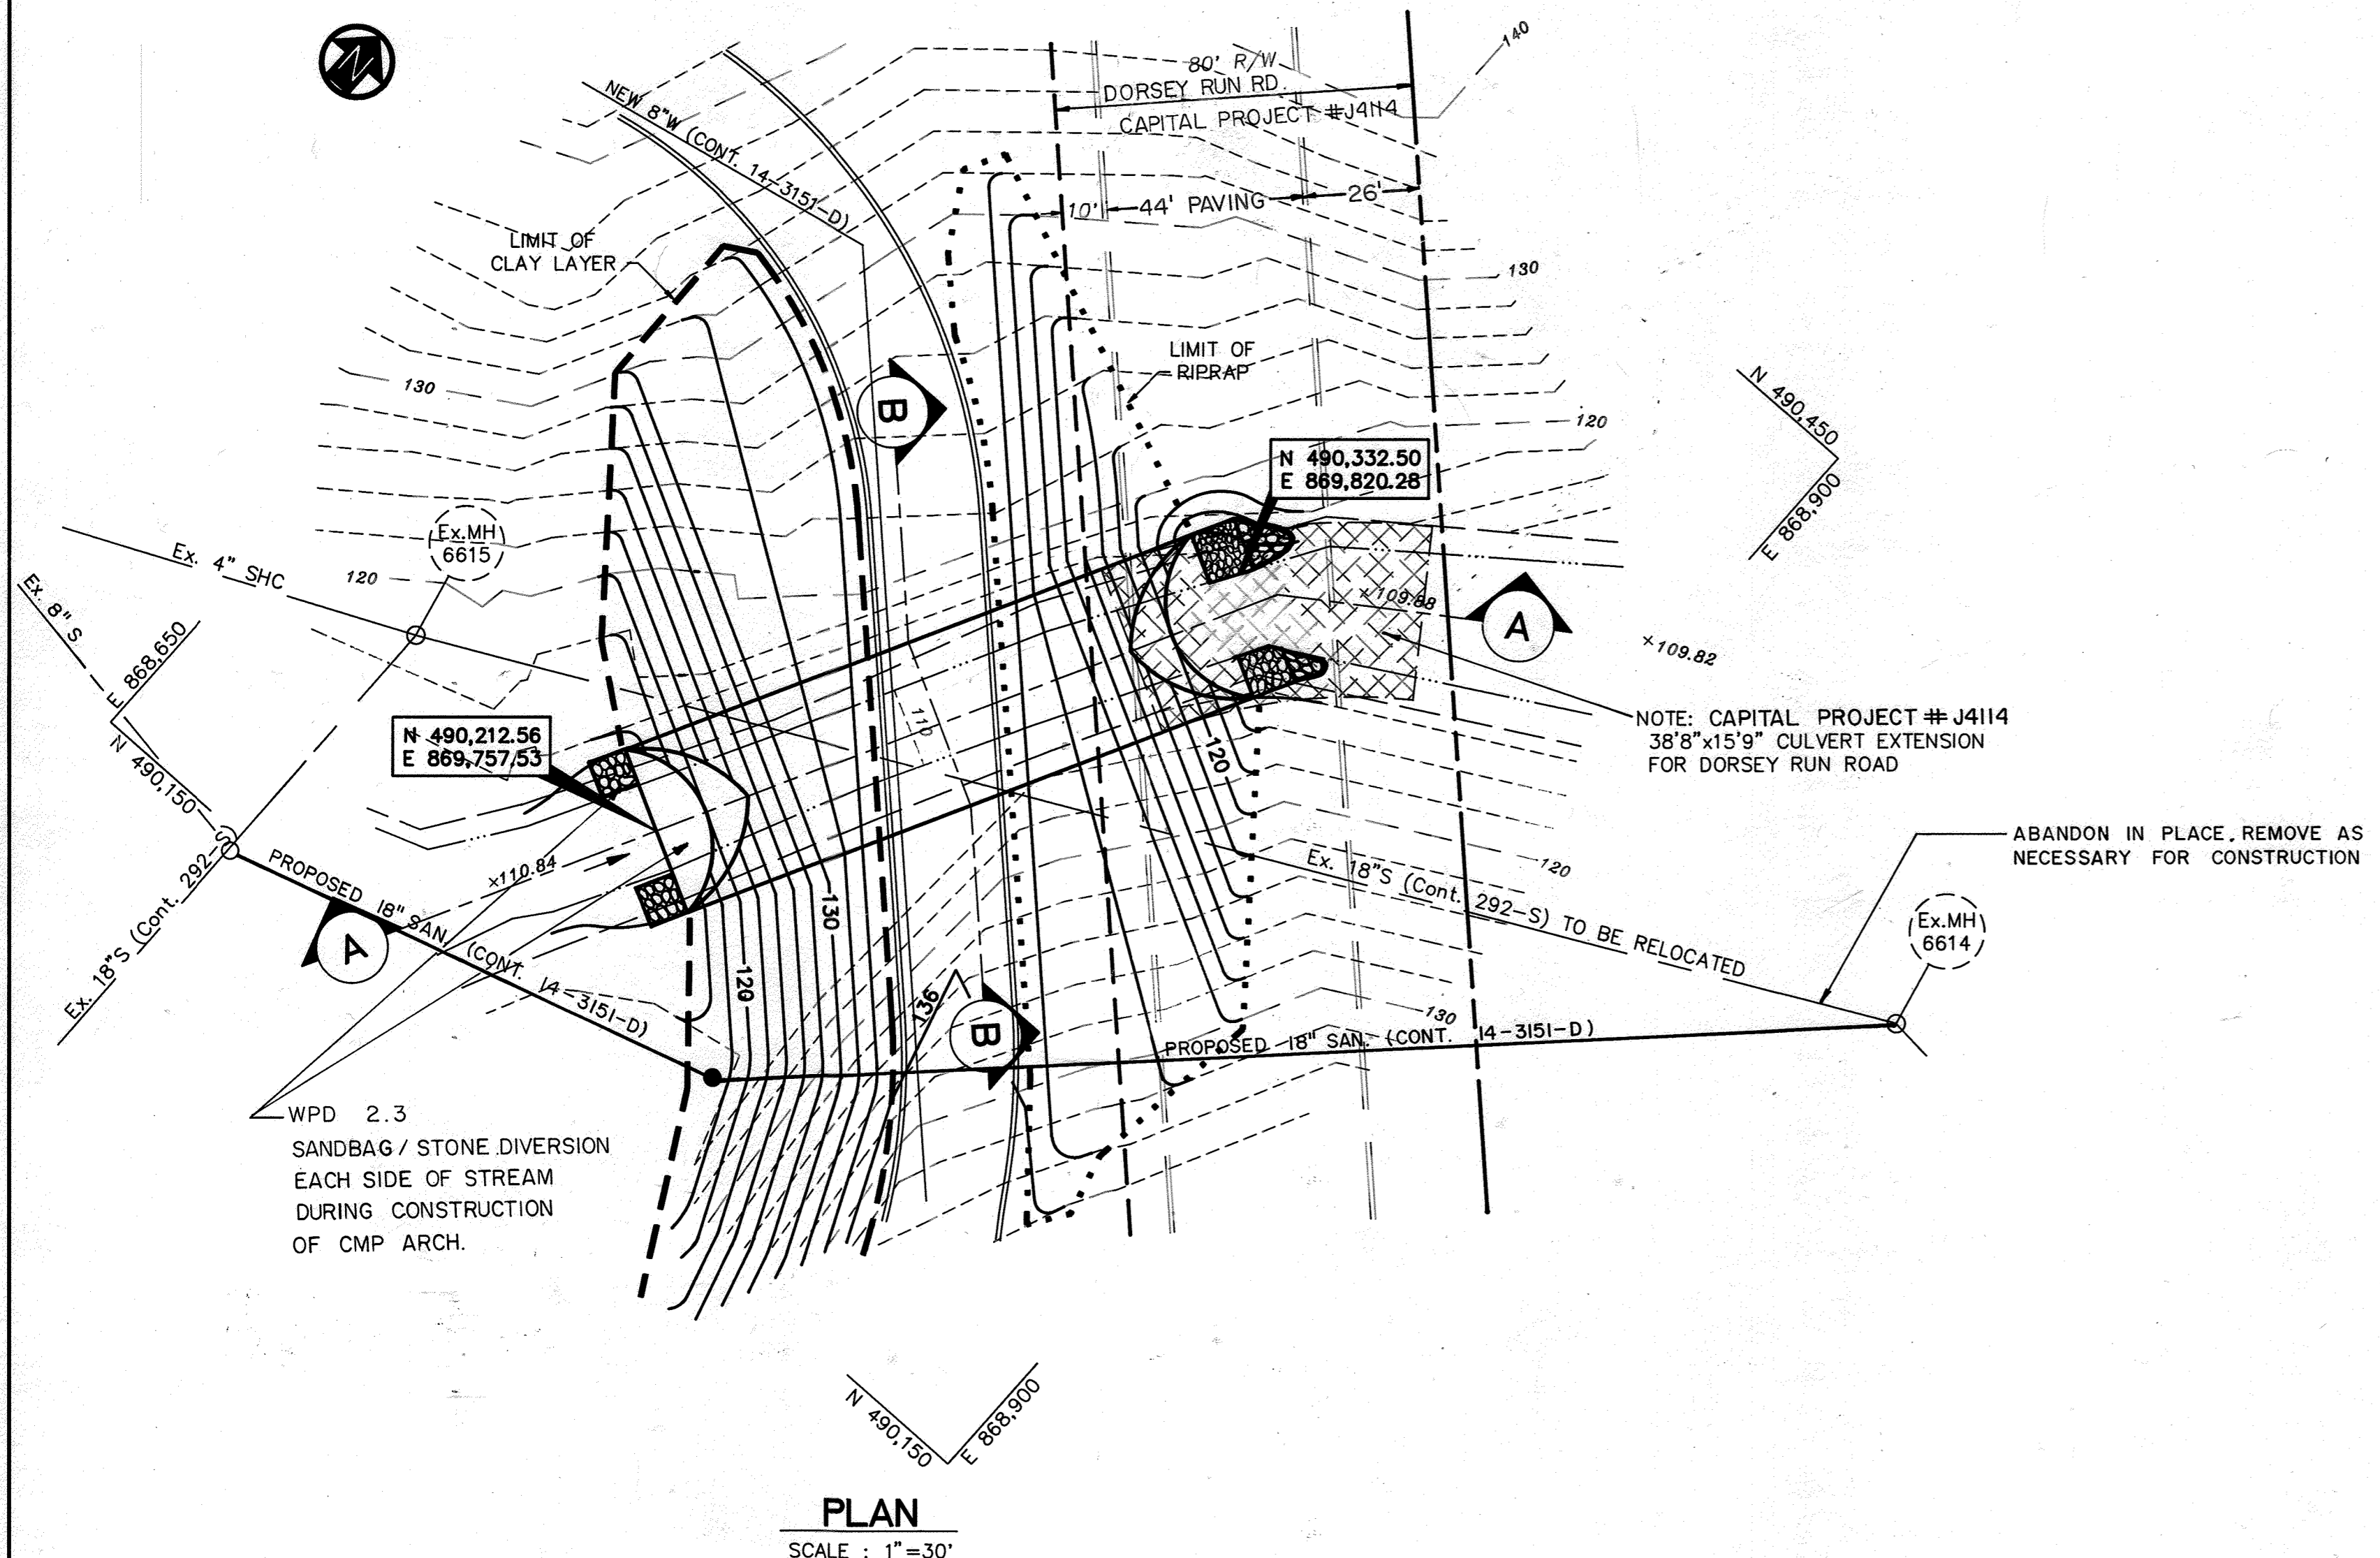 N
140
80' R/W
DORSEY RUN RD.
CAPITAL PROJECT #J4114
NEW 8"W (CONT. 14-3151-D)
10'
44' PAVING
26'
LIMIT OF
CLAY LAYER
130
130
LIMIT OF
RIPRAP
B
120
N 490,450
E 868,900
N 490,332.50
E 869,820.28
Ex.MH
6615
Ex. 4" SHC
120
Ex. 8" S
E 868,650
N 490,150
×109.88
A
×109.82
N 490,212.56
E 869,757.53
110
120
NOTE: CAPITAL PROJECT # J4114
38'8"x15'9" CULVERT EXTENSION
FOR DORSEY RUN ROAD
ABANDON IN PLACE, REMOVE AS
NECESSARY FOR CONSTRUCTION
×110.84
120
Ex. 18"S (Cont. 292-S) TO BE RELOCATED
Ex.MH
6614
PROPOSED 18" SAN. (CONT. 14-3151-D)
A
Ex. 18"S (Cont. 292-S)
130
120
136
B
130
PROPOSED 18" SAN. (CONT. 14-3151-D)
WPD 2.3
SANDBAG / STONE DIVERSION
EACH SIDE OF STREAM
DURING CONSTRUCTION
OF CMP ARCH.
N 490,150
E 868,900
PLAN
SCALE : 1"=30'